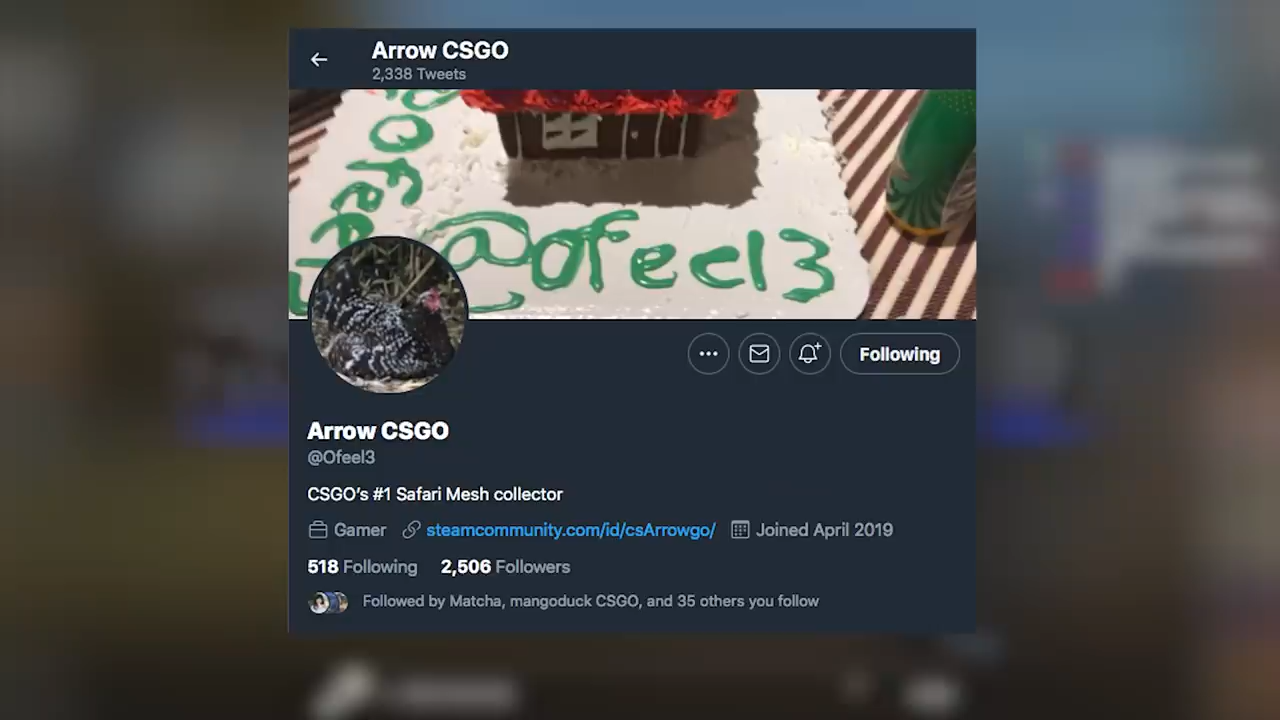 Arrow CSGO
2,338 Tweets
@Ofeel3
Following
Arrow CSGO
@Ofeel3
CSGO's #1 Safari Mesh collector
Gamer steamcommunity.com/id/csArrowgo/ Joined April 2019
518 Following 2,506 Followers
Followed by Matcha, mangoduck CSGO, and 35 others you follow